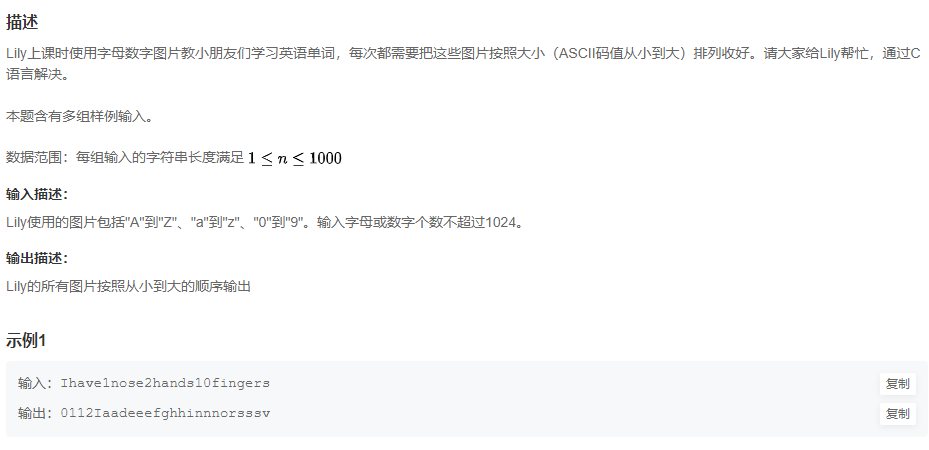 描述
Lily上课时使用字母数字图片教小朋友们学习英语单词，每次都需要把这些图片按照大小（ASCII码值从小到大）排列收好。请大家给Lily帮忙，通过C
语言解决。
本题含有多组样例输入。
数据范围：每组输入的字符串长度满足 1 ≤ n ≤ 1000
输入描述：
Lily使用的图片包括"A"到"Z"、"a"到"z"、"0"到"9"。输入字母或数字个数不超过1024。
输出描述：
Lily的所有图片按照从小到大的顺序输出
示例1
输入：Ihave1nose2hands10fingers 复制
输出：0112Iaadeeefghhinnnorsssv 复制